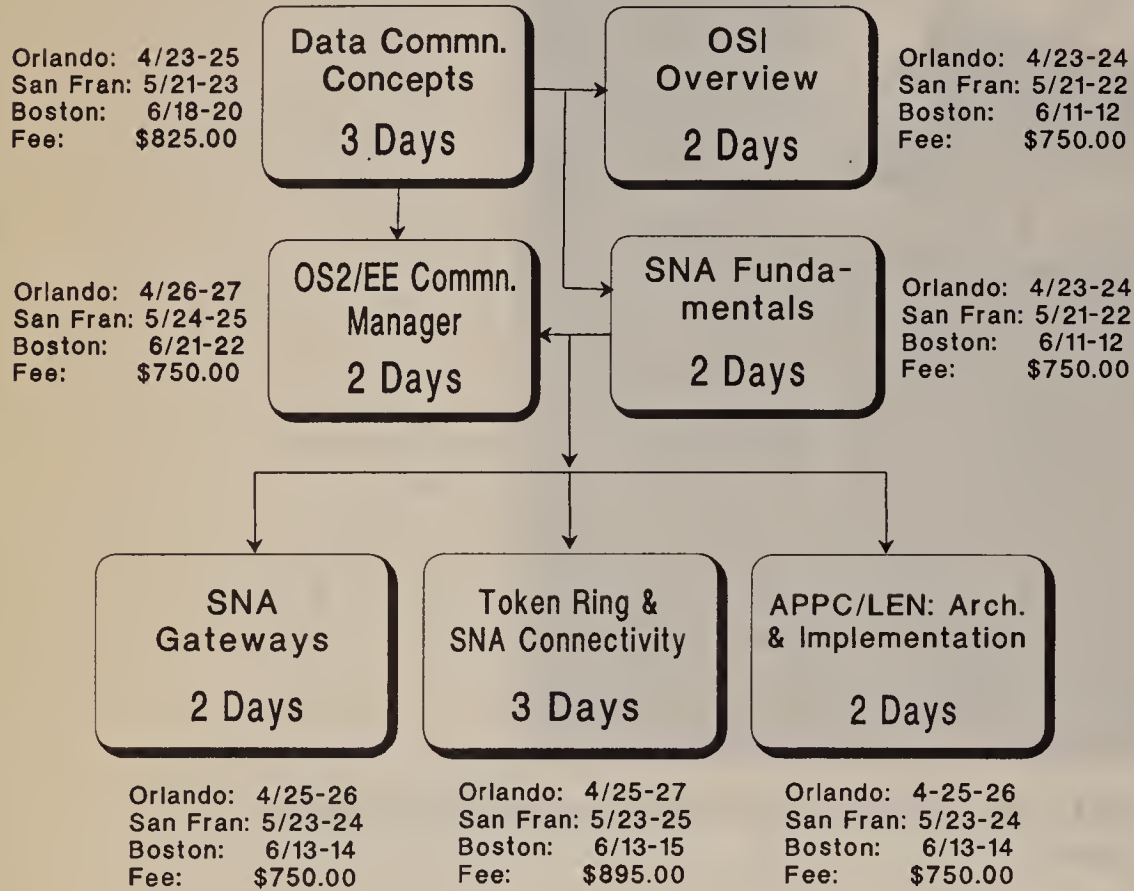 Orlando: 4/23-25
San Fran: 5/21-23
Boston: 6/18-20
Fee: $825.00
Data Commn.
Concepts
3 Days
OSI
Overview
2 Days
Orlando: 4/23-24
San Fran: 5/21-22
Boston: 6/11-12
Fee: $750.00
Orlando: 4/26-27
San Fran: 5/24-25
Boston: 6/21-22
Fee: $750.00
OS2/EE Commn.
Manager
2 Days
SNA Funda-
mentals
2 Days
Orlando: 4/23-24
San Fran: 5/21-22
Boston: 6/11-12
Fee: $750.00
SNA
Gateways
2 Days
Token Ring &
SNA Connectivity
3 Days
APPC/LEN: Arch.
& Implementation
2 Days
Orlando: 4/25-26
San Fran: 5/23-24
Boston: 6/13-14
Fee: $750.00
Orlando: 4/25-27
San Fran: 5/23-25
Boston: 6/13-15
Fee: $895.00
Orlando: 4-25-26
San Fran: 5/23-24
Boston: 6/13-14
Fee: $750.00